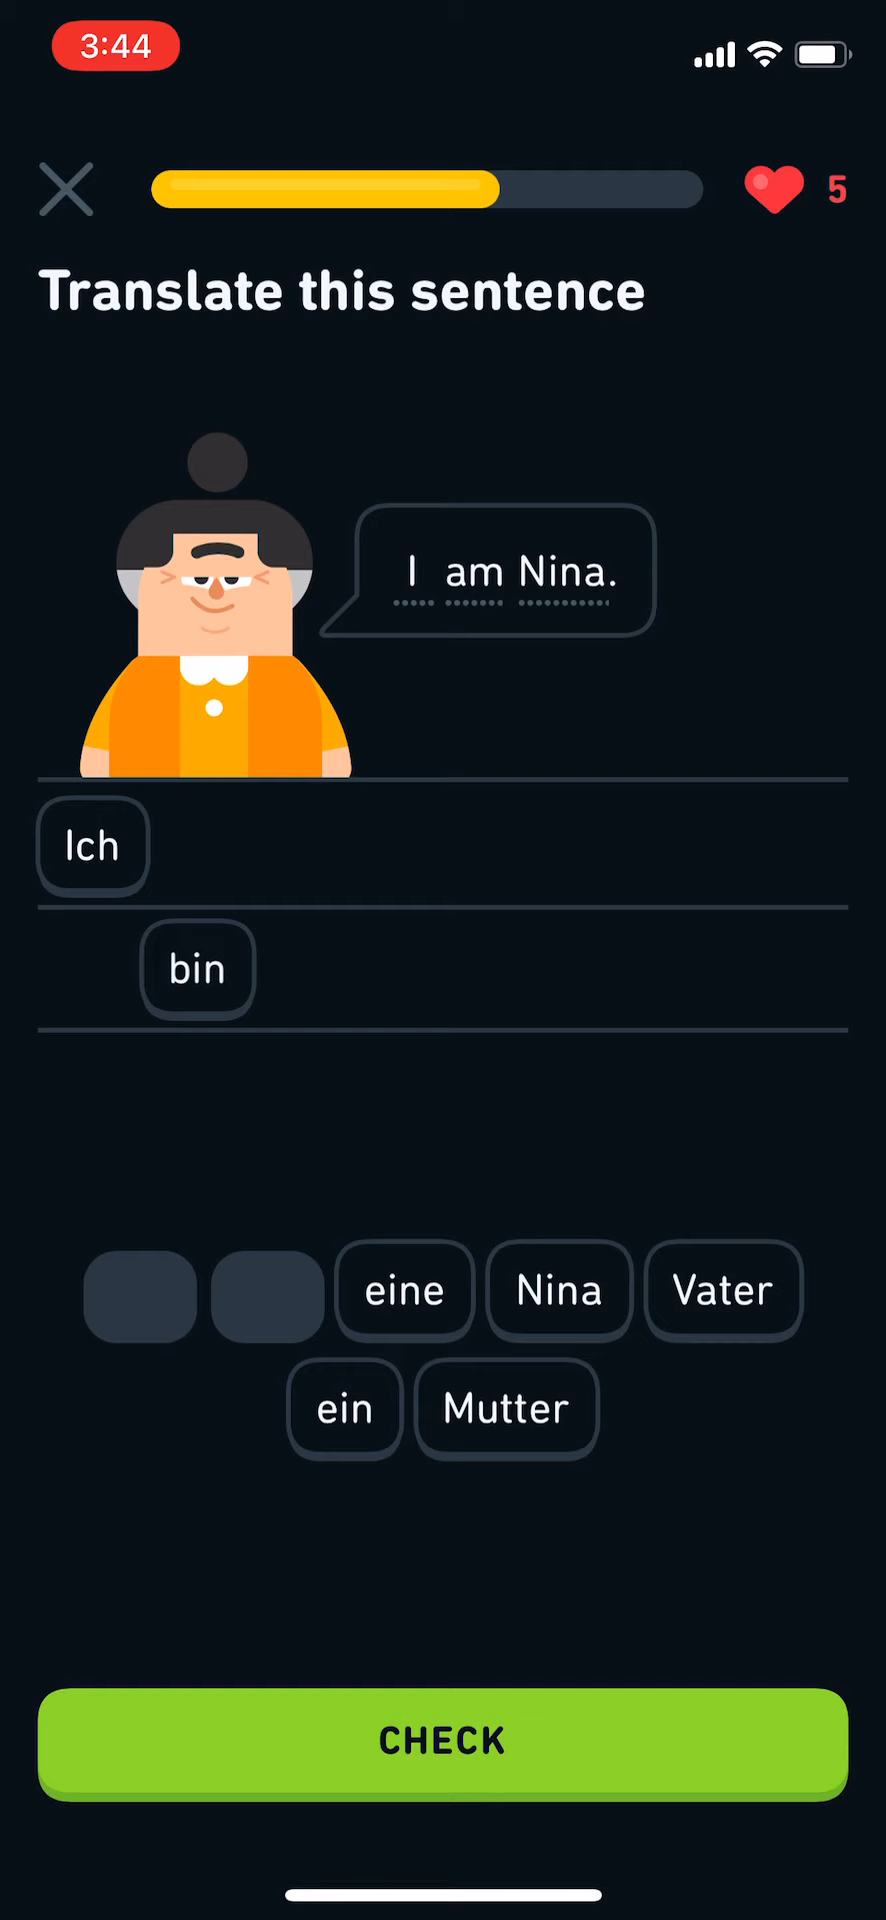 3:44
5
Translate this sentence
I am Nina.
Ich
bin
eine Nina Vater
ein Mutter
CHECK